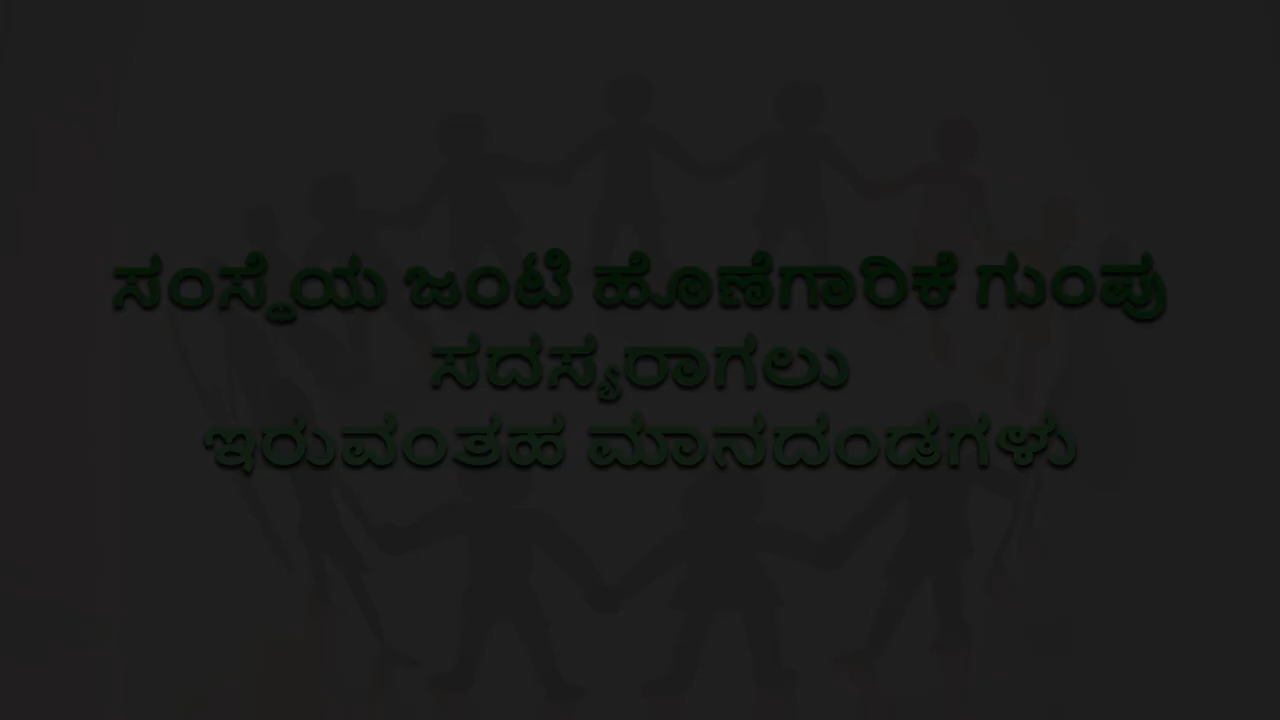 ಸಂಸ್ಥೆಯ ಜಂಟಿ ಹೊಣೆಗಾರಿಕೆ ಗುಂಪು
ಸದಸ್ಯರಾಗಲು
ಇರುವಂತಹ ಮಾನದಂಡಗಳು